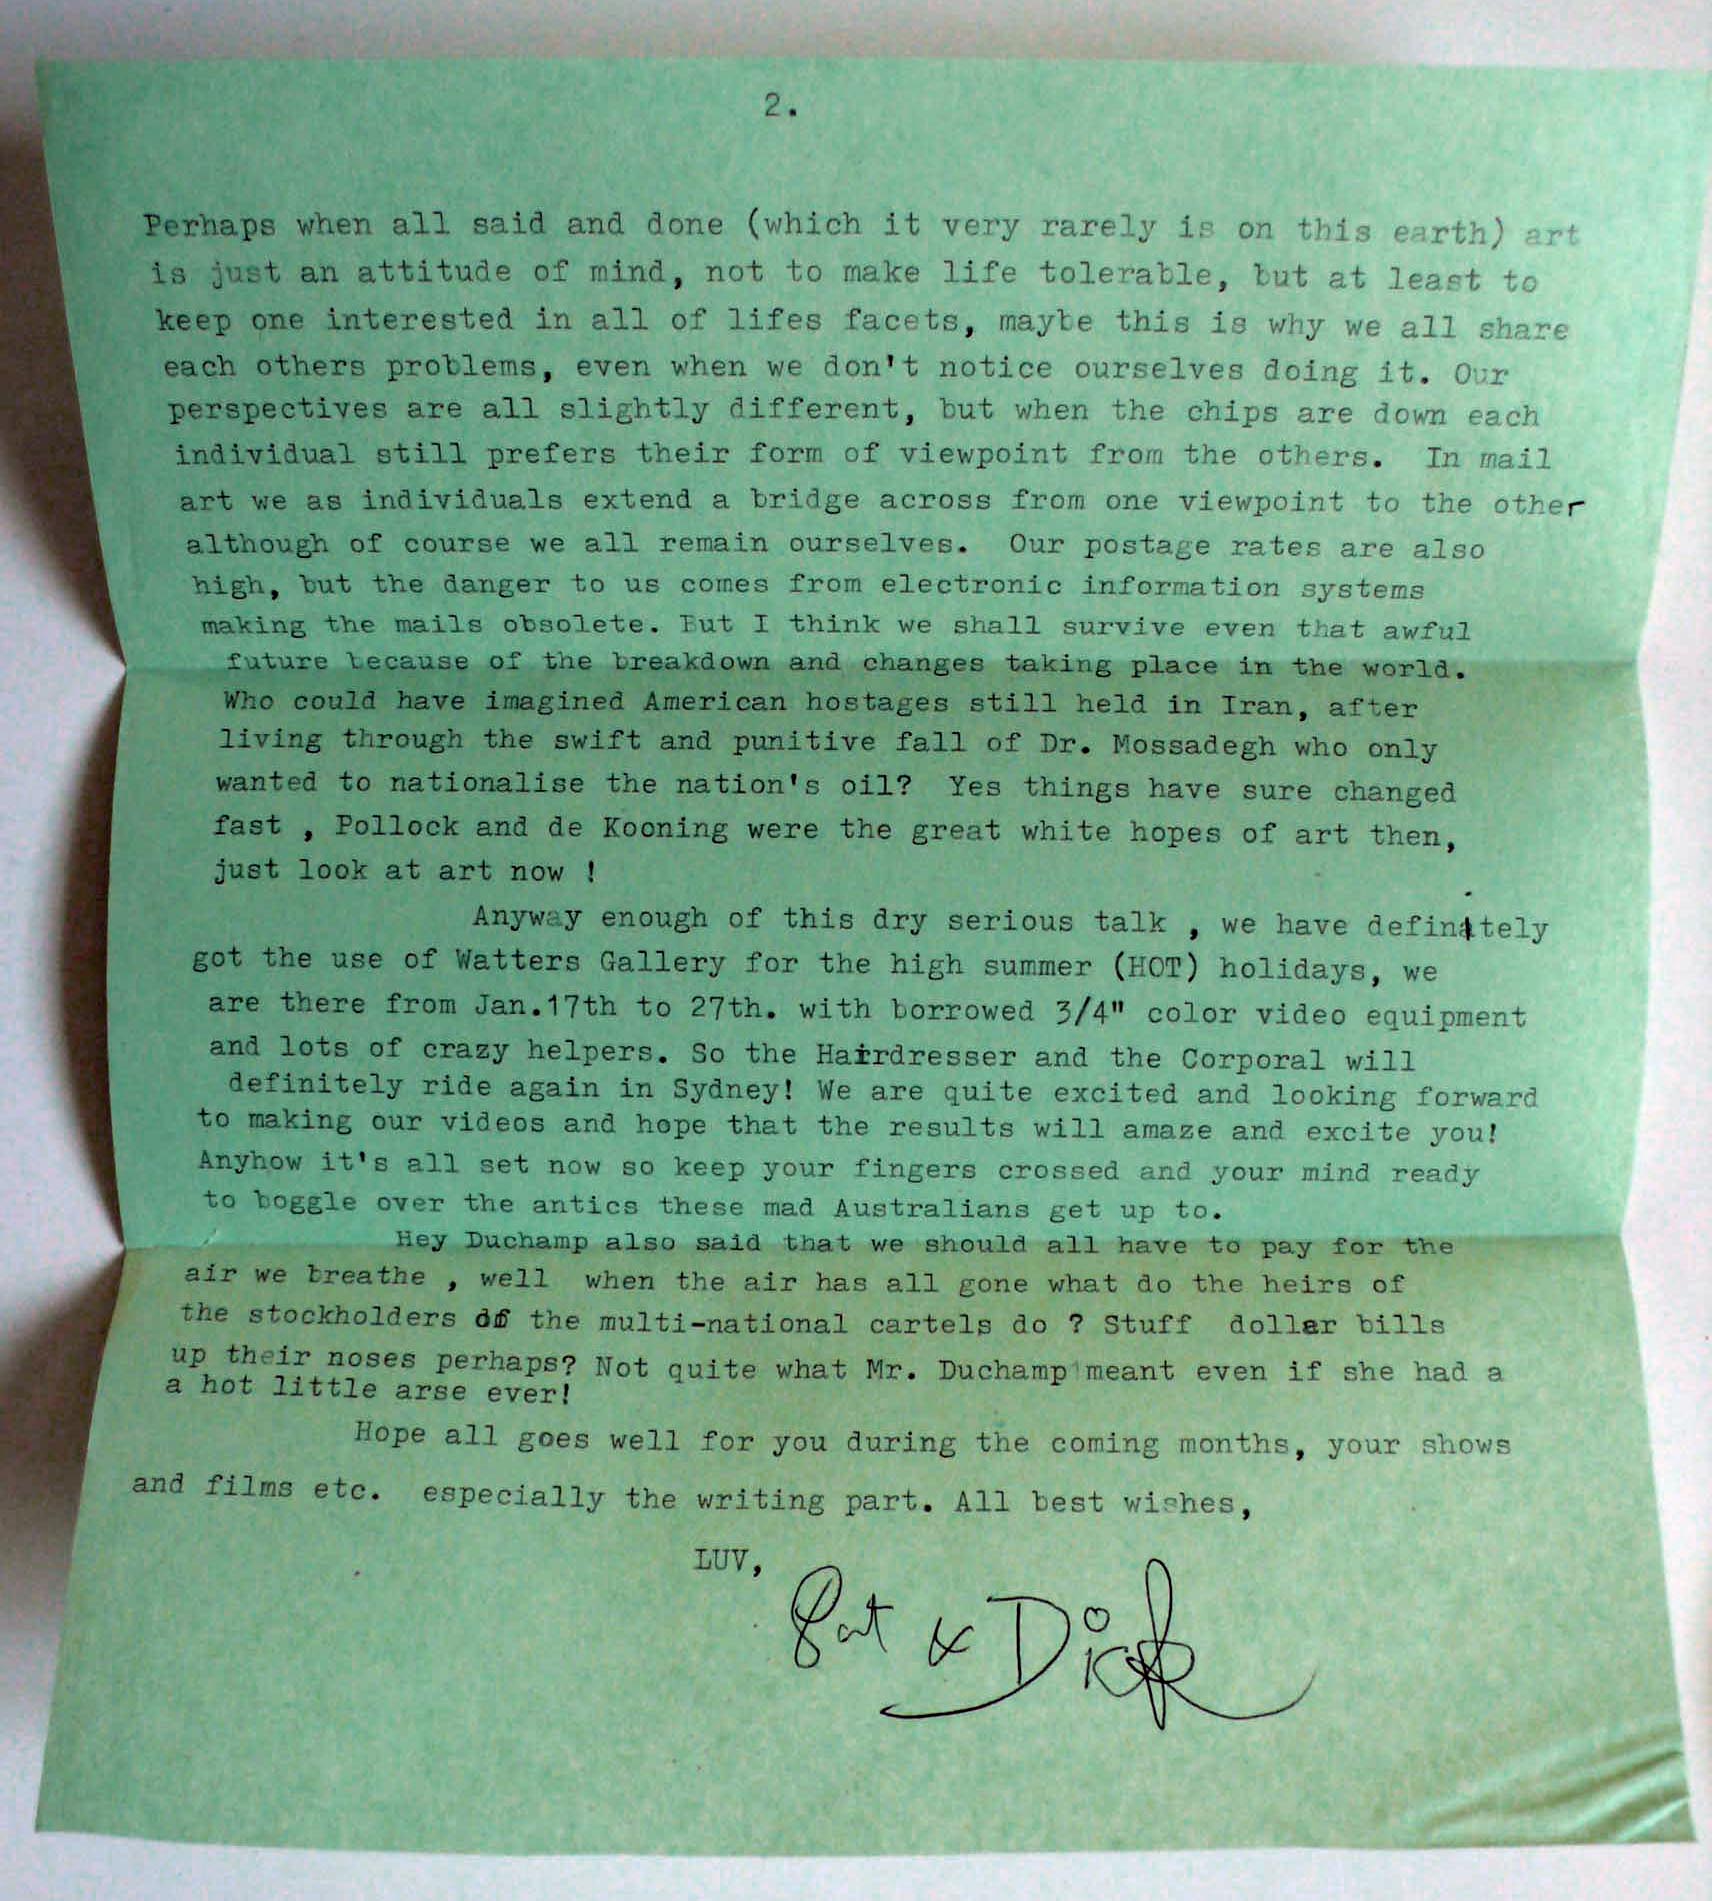 2.
Perhaps when all said and done (which it very rarely is on this earth) art
is just an attitude of mind, not to make life tolerable, but at least to
keep one interested in all of lifes facets, maybe this is why we all share
each others problems, even when we don't notice ourselves doing it. Our
perspectives are all slightly different, but when the chips are down each
individual still prefers their form of viewpoint from the others. In mail
art we as individuals extend a bridge across from one viewpoint to the other
although of course we all remain ourselves. Our postage rates are also
high, but the danger to us comes from electronic information systems
making the mails obsolete. But I think we shall survive even that awful
future because of the breakdown and changes taking place in the world.
Who could have imagined American hostages still held in Iran, after
living through the swift and punitive fall of Dr. Mossadegh who only
wanted to nationalise the nation's oil? Yes things have sure changed
fast , Pollock and de Kooning were the great white hopes of art then,
just look at art now !
Anyway enough of this dry serious talk , we have definitely
got the use of Watters Gallery for the high summer (HOT) holidays, we
are there from Jan.17th to 27th. with borrowed 3/4" color video equipment
and lots of crazy helpers. So the Hairdresser and the Corporal will
definitely ride again in Sydney! We are quite excited and looking forward
to making our videos and hope that the results will amaze and excite you!
Anyhow it's all set now so keep your fingers crossed and your mind ready
to boggle over the antics these mad Australians get up to.
Hey Duchamp also said that we should all have to pay for the
air we breathe , well when the air has all gone what do the heirs of
the stockholders of the multi-national cartels do ? Stuff dollar bills
up their noses perhaps? Not quite what Mr. Duchamp meant even if she had a
a hot little arse ever!
Hope all goes well for you during the coming months, your shows
and films etc. especially the writing part. All best wishes,
LUV,
Pat & Dick